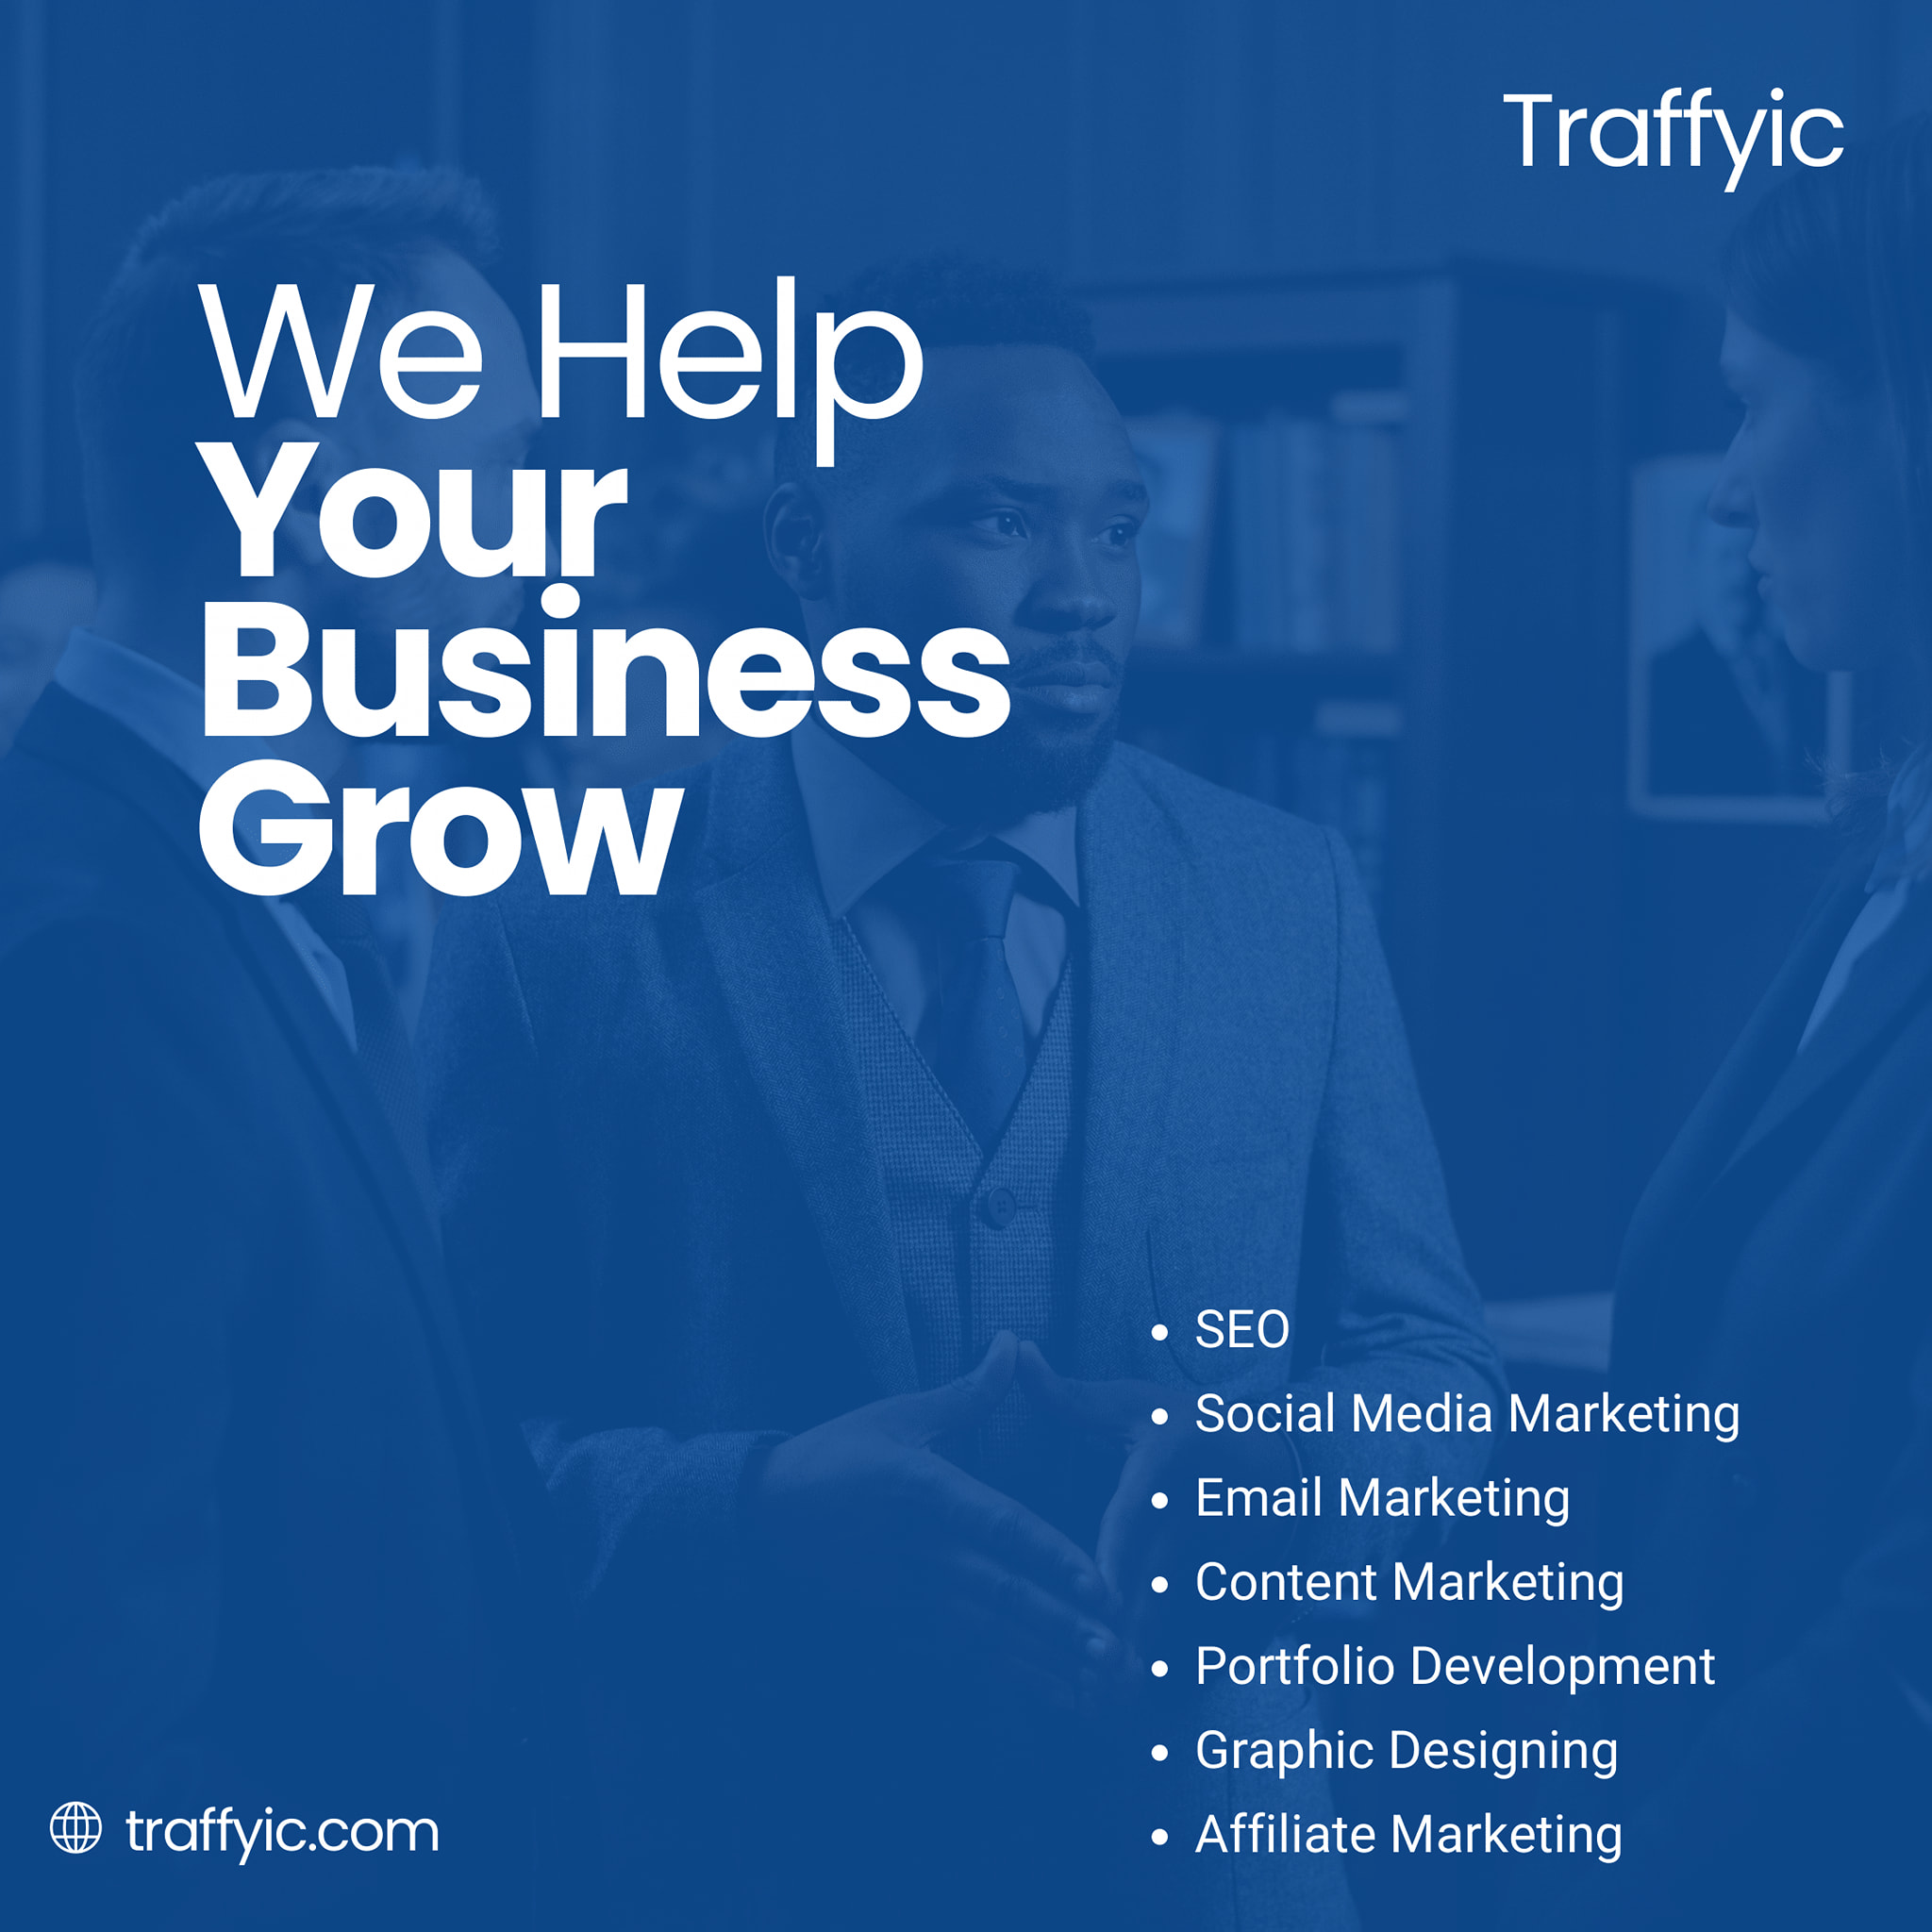 Traffyic
We Help
Your
Business
Grow
• SEO
• Social Media Marketing
• Email Marketing
• Content Marketing
• Portfolio Development
• Graphic Designing
• Affiliate Marketing
traffyic.com